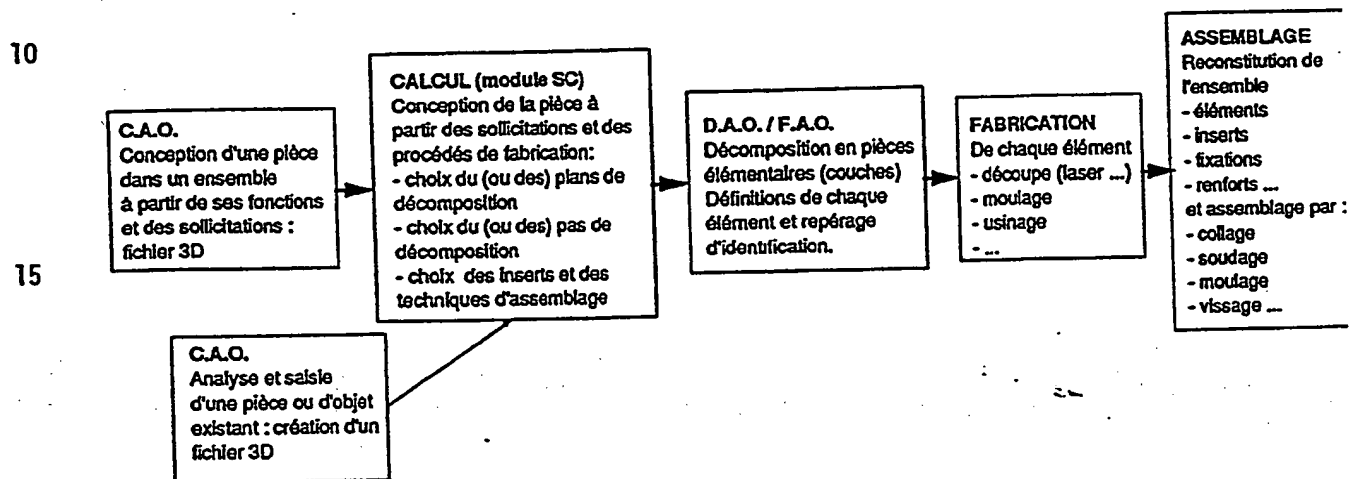 10
15
C.A.O.
Conception d'une pièce
dans un ensemble
à partir de ses fonctions
et des sollicitations :
fichier 3D
C.A.O.
Analyse et saisie
d'une pièce ou d'objet
existant : création d'un
fichier 3D
CALCUL (module SC)
Conception de la pièce à
partir des sollicitations et des
procédés de fabrication:
- choix du (ou des) plans de
décomposition
- choix du (ou des) pas de
décomposition
- choix des inserts et des
techniques d'assemblage
D.A.O. / F.A.O.
Décomposition en pièces
élémentaires (couches)
Définitions de chaque
élément et repérage
d'identification.
FABRICATION
De chaque élément
- découpe (laser ...)
- moulage
- usinage
- ...
ASSEMBLAGE
Reconstitution de
l'ensemble
- éléments
- inserts
- fixations
- renforts ...
et assemblage par :
- collage
- soudage
- moulage
- vissage ...